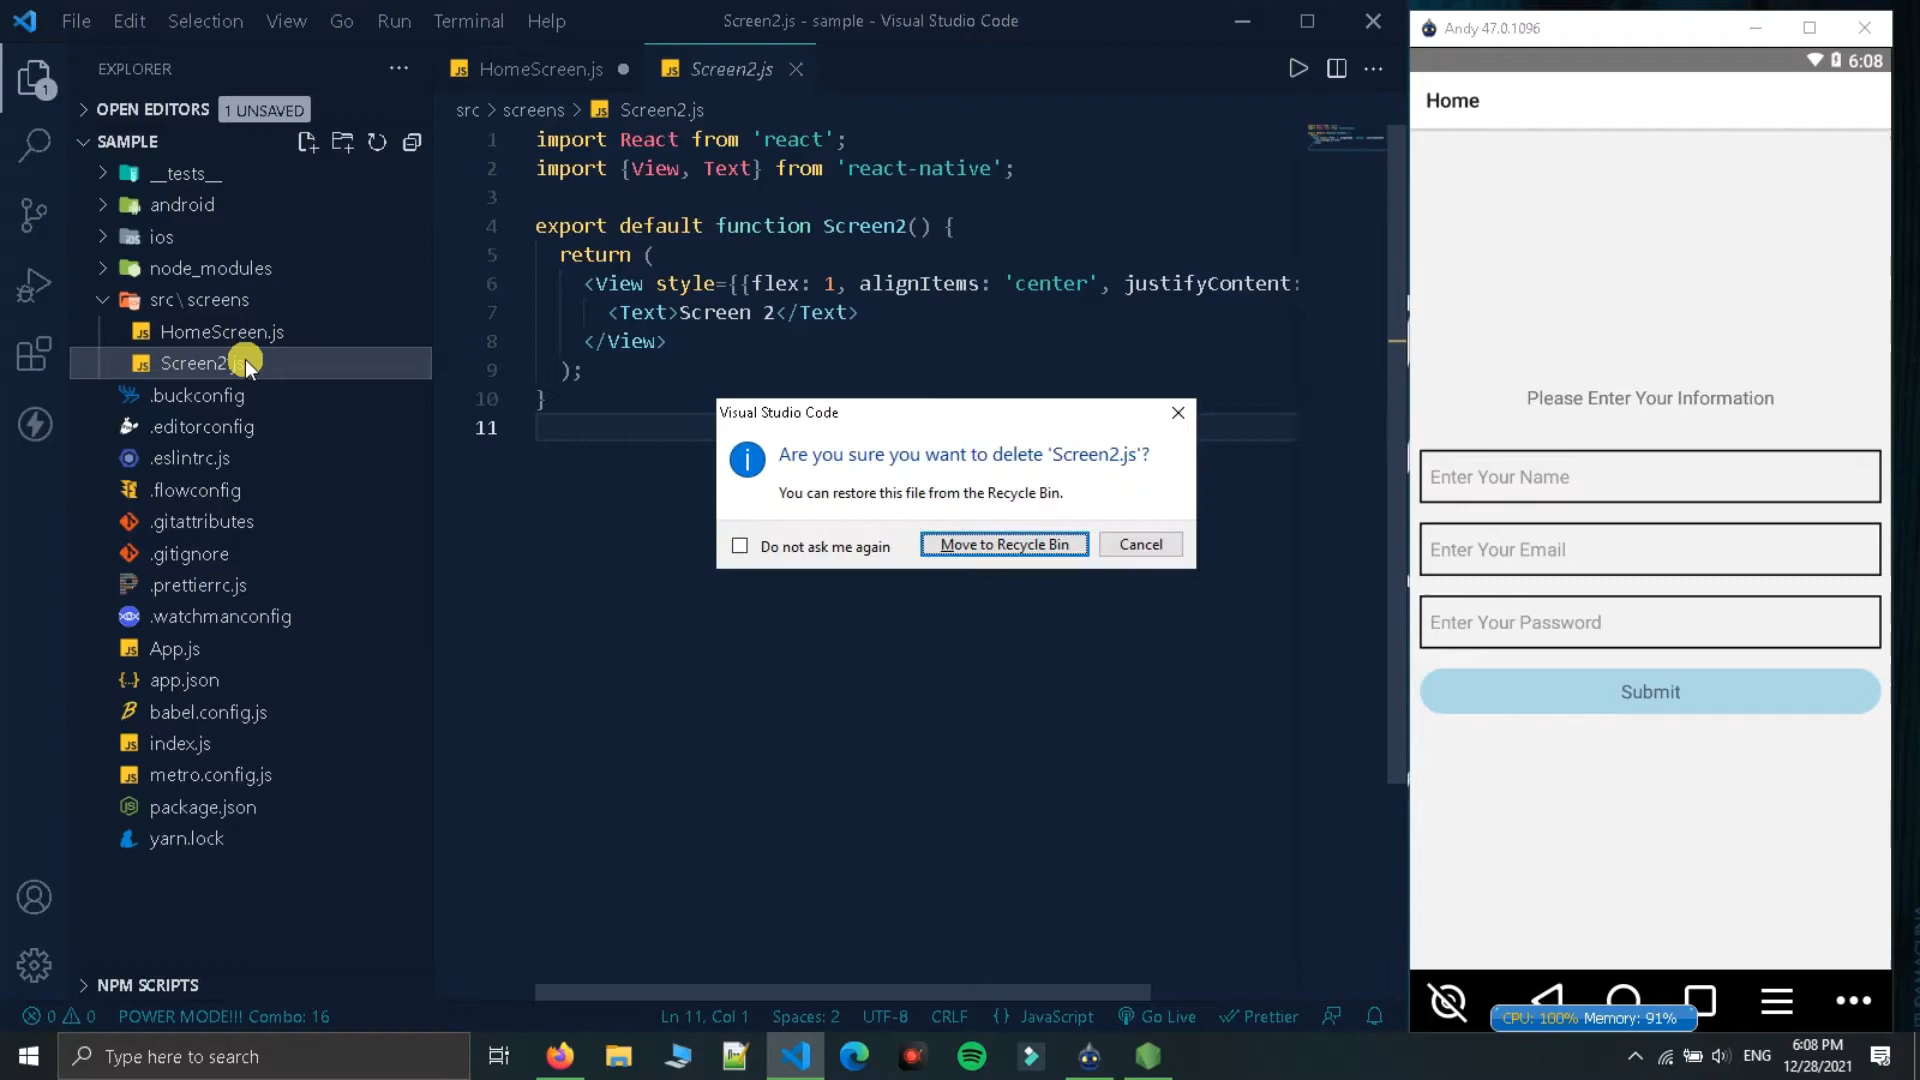 File Edit Selection View Go Run Terminal Help
Screen2.js - sample - Visual Studio Code
EXPLORER
1
OPEN EDITORS 1 UNSAVED
SAMPLE
__tests__
android
ios
node_modules
src\screens
HomeScreen.js
Screen2.js
.buckconfig
.editorconfig
.eslintrc.js
.flowconfig
.gitattributes
.gitignore
.prettierrc.js
.watchmanconfig
App.js
app.json
babel.config.js
index.js
metro.config.js
package.json
yarn.lock
NPM SCRIPTS
HomeScreen.js
Screen2.js
src > screens > Screen2.js
1 import React from 'react';
2 import {View, Text} from 'react-native';
3
4 export default function Screen2() {
5 return (
6 <View style={{flex: 1, alignItems: 'center', justifyContent:
7 <Text>Screen 2</Text>
8 </View>
9 );
10 }
11
Visual Studio Code
Are you sure you want to delete 'Screen2.js'?
You can restore this file from the Recycle Bin.
Do not ask me again
Move to Recycle Bin
Cancel
0 0 POWER MODE!!! Combo: 16
Ln 11, Col 1 Spaces: 2 UTF-8 CRLF {} JavaScript Go Live Prettier
Andy 47.0.1096
6:08
Home
Please Enter Your Information
Enter Your Name
Enter Your Email
Enter Your Password
Submit
CPU: 100% Memory: 91%
Type here to search
ENG
6:08 PM
12/28/2021